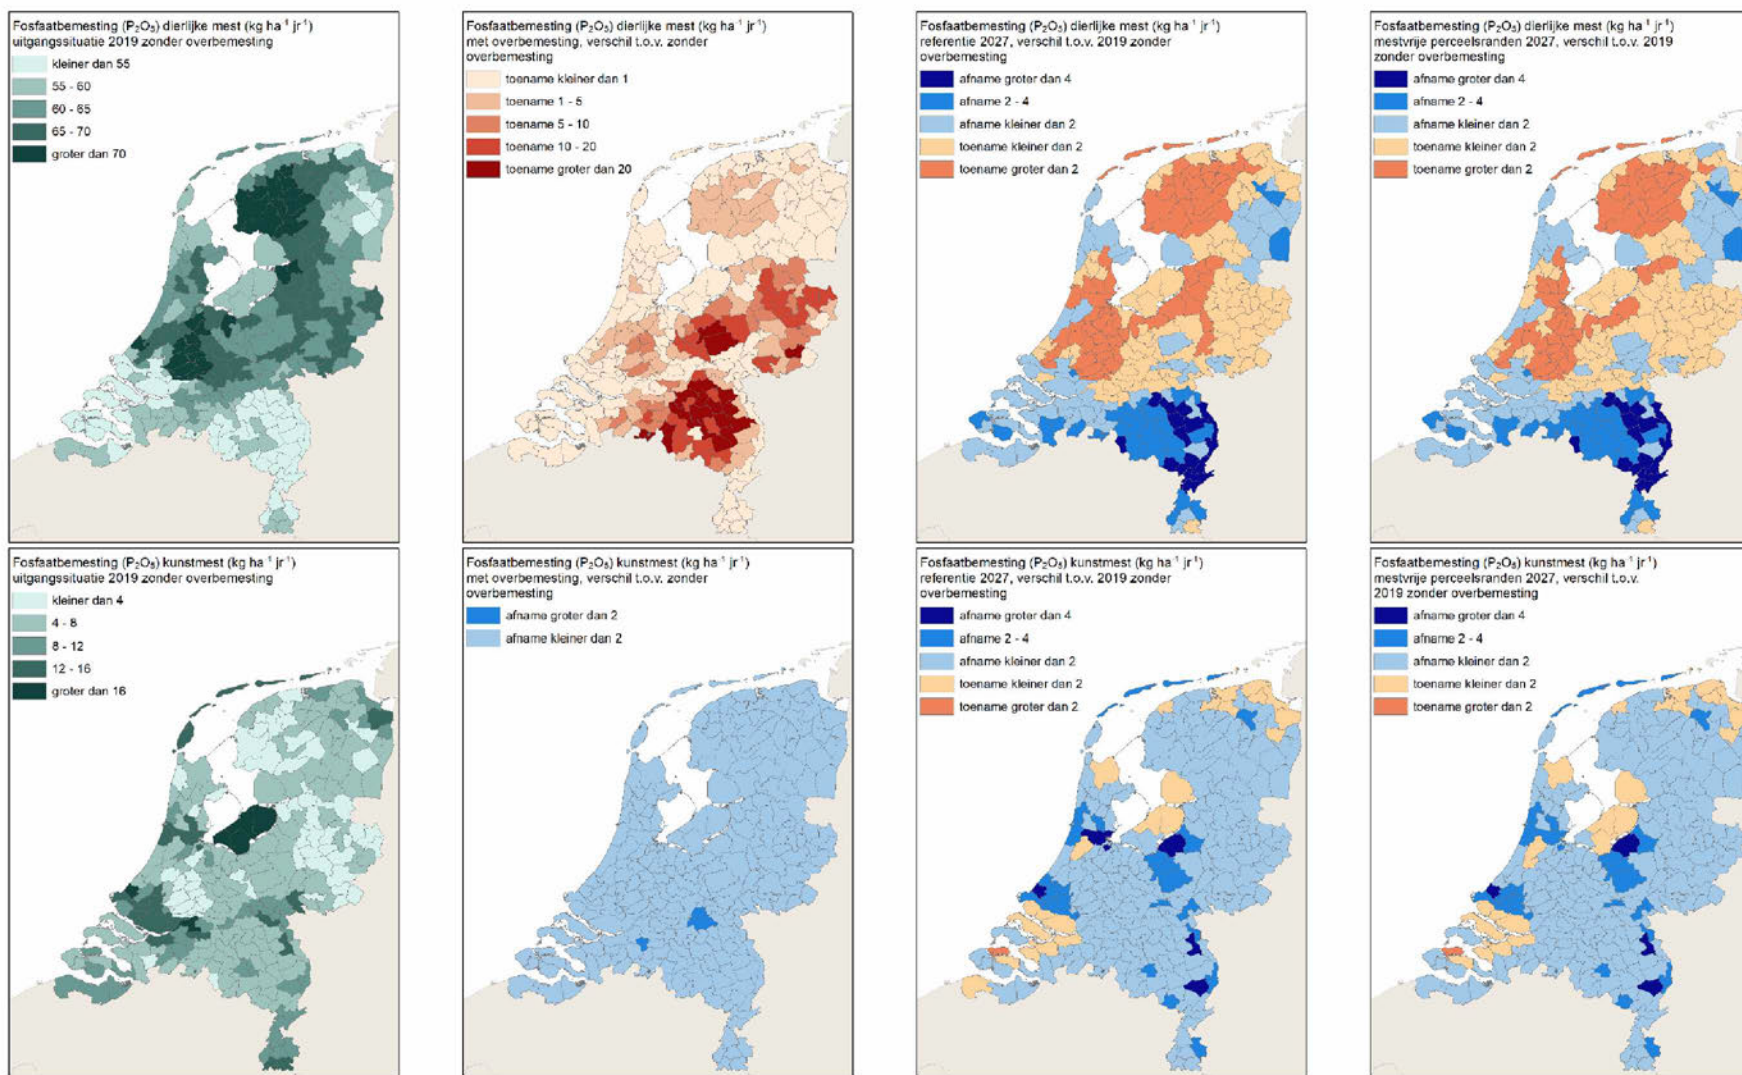 Fosfaatbemesting (P₂O₅) dierlijke mest (kg ha⁻¹ jr⁻¹)
uitgangssituatie 2019 zonder overbemesting
kleiner dan 55
55 - 60
60 - 65
65 - 70
groter dan 70
Fosfaatbemesting (P₂O₅) dierlijke mest (kg ha⁻¹ jr⁻¹)
met overbemesting, verschil t.o.v. zonder
overbemesting
toename kleiner dan 1
toename 1 - 5
toename 5 - 10
toename 10 - 20
toename groter dan 20
Fosfaatbemesting (P₂O₅) dierlijke mest (kg ha⁻¹ jr⁻¹)
referentie 2027, verschil t.o.v. 2019 zonder
overbemesting
afname groter dan 4
afname 2 - 4
afname kleiner dan 2
toename kleiner dan 2
toename groter dan 2
Fosfaatbemesting (P₂O₅) dierlijke mest (kg ha⁻¹ jr⁻¹)
mestvrije perceelsranden 2027, verschil t.o.v. 2019
zonder overbemesting
afname groter dan 4
afname 2 - 4
afname kleiner dan 2
toename kleiner dan 2
toename groter dan 2
Fosfaatbemesting (P₂O₅) kunstmest (kg ha⁻¹ jr⁻¹)
uitgangssituatie 2019 zonder overbemesting
kleiner dan 4
4 - 8
8 - 12
12 - 16
groter dan 16
Fosfaatbemesting (P₂O₅) kunstmest (kg ha⁻¹ jr⁻¹)
met overbemesting, verschil t.o.v. zonder
overbemesting
afname groter dan 2
afname kleiner dan 2
Fosfaatbemesting (P₂O₅) kunstmest (kg ha⁻¹ jr⁻¹)
referentie 2027, verschil t.o.v. 2019 zonder
overbemesting
afname groter dan 4
afname 2 - 4
afname kleiner dan 2
toename kleiner dan 2
toename groter dan 2
Fosfaatbemesting (P₂O₅) kunstmest (kg ha⁻¹ jr⁻¹)
mestvrije perceelsranden 2027, verschil t.o.v.
2019 zonder overbemesting
afname groter dan 4
afname 2 - 4
afname kleiner dan 2
toename kleiner dan 2
toename groter dan 2